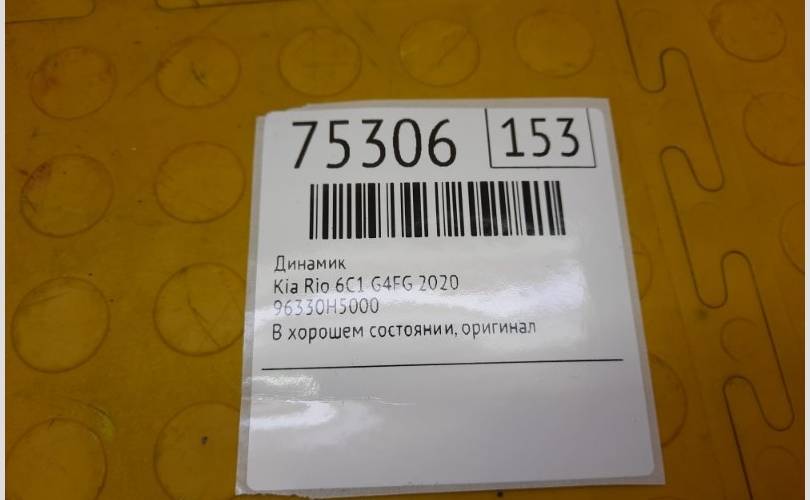 75306 153
Динамик
Kia Rio 6C1 G4FG 2020
96330H5000
В хорошем состоянии, оригинал